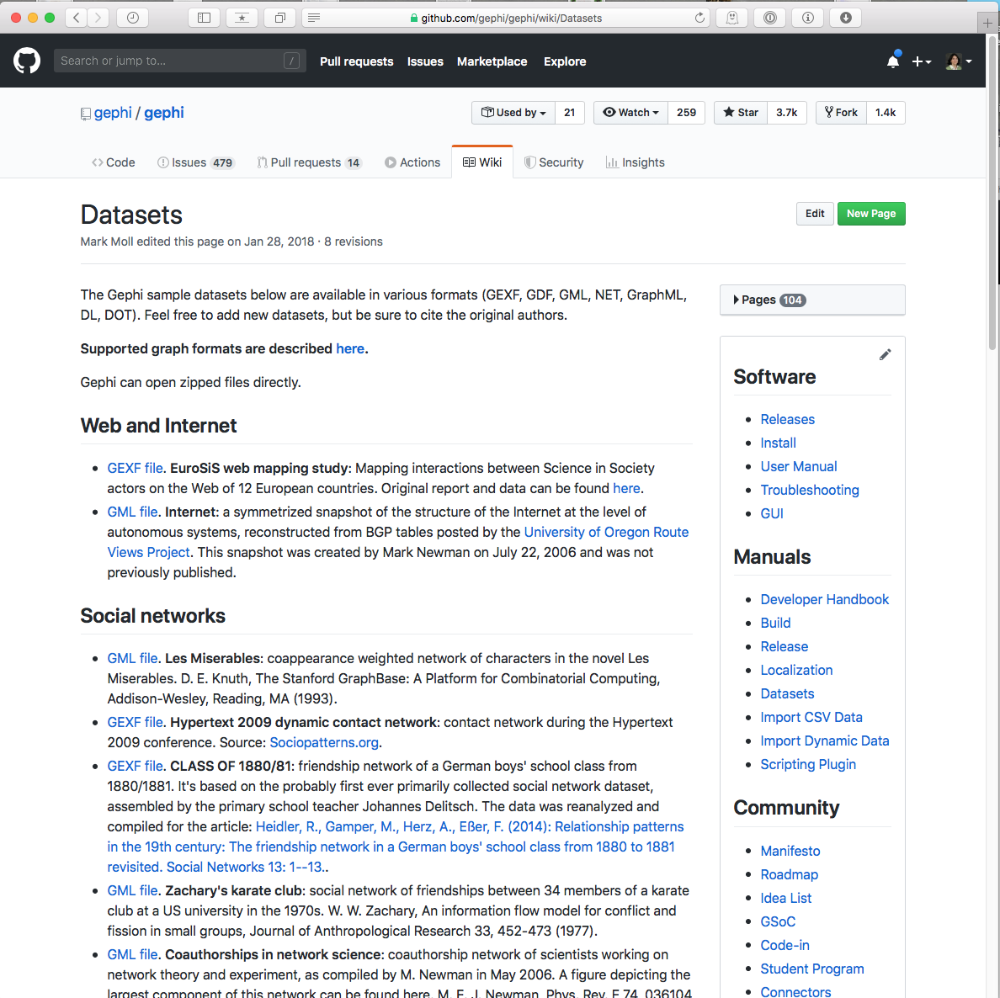 github.com/gephi/gephi/wiki/Datasets
Search or jump to... /
Pull requests Issues Marketplace Explore
gephi / gephi
Used by 21 Watch 259 Star 3.7k Fork 1.4k
Code Issues 479 Pull requests 14 Actions Wiki Security Insights
Datasets
Edit New Page
Mark Moll edited this page on Jan 28, 2018 · 8 revisions
The Gephi sample datasets below are available in various formats (GEXF, GDF, GML, NET, GraphML,
DL, DOT). Feel free to add new datasets, but be sure to cite the original authors.
Supported graph formats are described here.
Gephi can open zipped files directly.
Web and Internet
• GEXF file. EuroSiS web mapping study: Mapping interactions between Science in Society
actors on the Web of 12 European countries. Original report and data can be found here.
• GML file. Internet: a symmetrized snapshot of the structure of the Internet at the level of
autonomous systems, reconstructed from BGP tables posted by the University of Oregon Route
Views Project. This snapshot was created by Mark Newman on July 22, 2006 and was not
previously published.
Social networks
• GML file. Les Miserables: coappearance weighted network of characters in the novel Les
Miserables. D. E. Knuth, The Stanford GraphBase: A Platform for Combinatorial Computing,
Addison-Wesley, Reading, MA (1993).
• GEXF file. Hypertext 2009 dynamic contact network: contact network during the Hypertext
2009 conference. Source: Sociopatterns.org.
• GEXF file. CLASS OF 1880/81: friendship network of a German boys' school class from
1880/1881. It's based on the probably first ever primarily collected social network dataset,
assembled by the primary school teacher Johannes Delitsch. The data was reanalyzed and
compiled for the article: Heidler, R., Gamper, M., Herz, A., Eßer, F. (2014): Relationship patterns
in the 19th century: The friendship network in a German boys' school class from 1880 to 1881
revisited. Social Networks 13: 1--13..
• GML file. Zachary's karate club: social network of friendships between 34 members of a karate
club at a US university in the 1970s. W. W. Zachary, An information flow model for conflict and
fission in small groups, Journal of Anthropological Research 33, 452-473 (1977).
• GML file. Coauthorships in network science: coauthorship network of scientists working on
network theory and experiment, as compiled by M. Newman in May 2006. A figure depicting the
largest component of this network can be found here. M. E. J. Newman, Phys. Rev. E 74, 036104
Pages 104
Software
• Releases
• Install
• User Manual
• Troubleshooting
• GUI
Manuals
• Developer Handbook
• Build
• Release
• Localization
• Datasets
• Import CSV Data
• Import Dynamic Data
• Scripting Plugin
Community
• Manifesto
• Roadmap
• Idea List
• GSoC
• Code-in
• Student Program
• Connectors